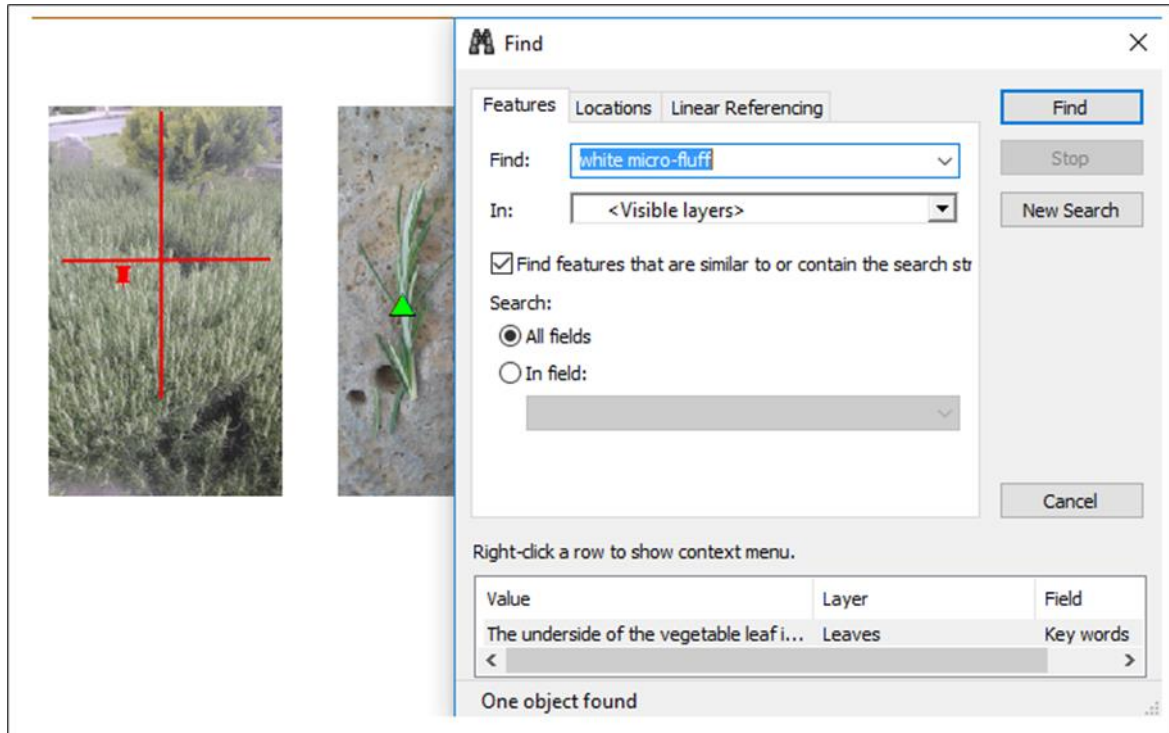 Find
Features Locations Linear Referencing
Find
Find: white micro-fluff
Stop
In: <Visible layers>
New Search
Find features that are similar to or contain the search str
Search:
All fields
In field:
Cancel
Right-click a row to show context menu.
Value Layer Field
The underside of the vegetable leaf i... Leaves Key words
One object found